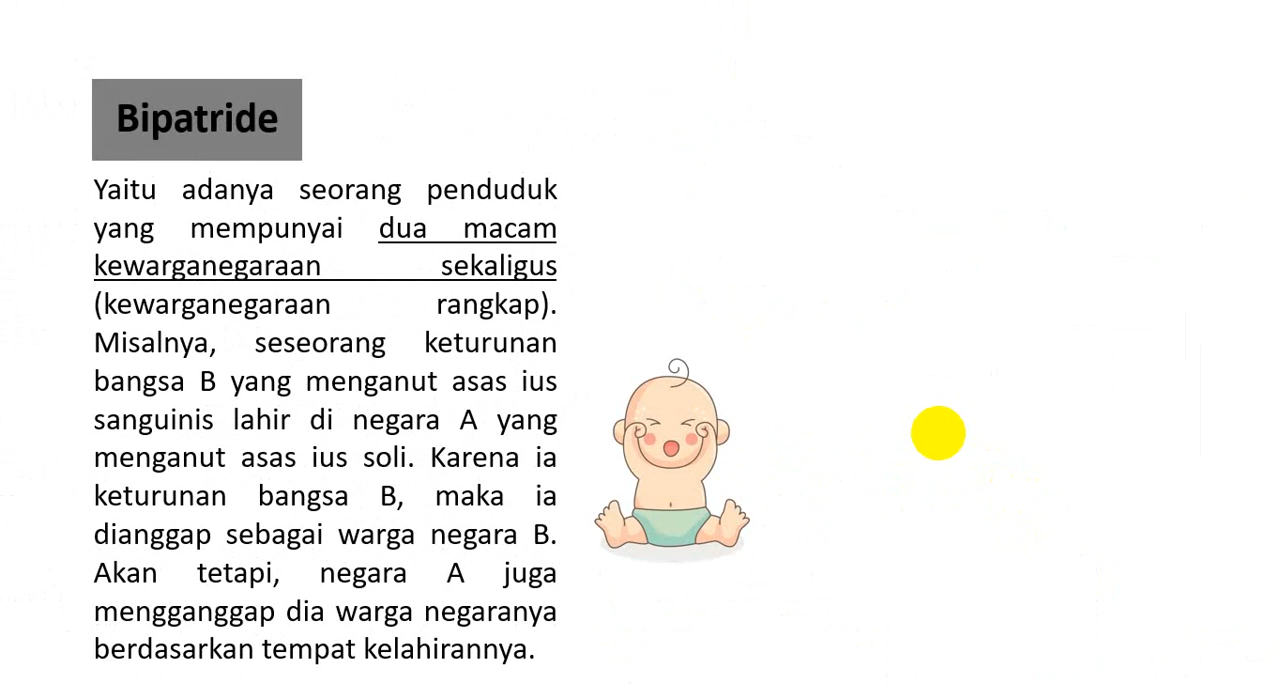 Bipatride
Yaitu adanya seorang penduduk
yang mempunyai dua macam
kewarganegaraan sekaligus
(kewarganegaraan rangkap).
Misalnya, seseorang keturunan
bangsa B yang menganut asas ius
sanguinis lahir di negara A yang
menganut asas ius soli. Karena ia
keturunan bangsa B, maka ia
dianggap sebagai warga negara B.
Akan tetapi, negara A juga
mengganggap dia warga negaranya
berdasarkan tempat kelahirannya.